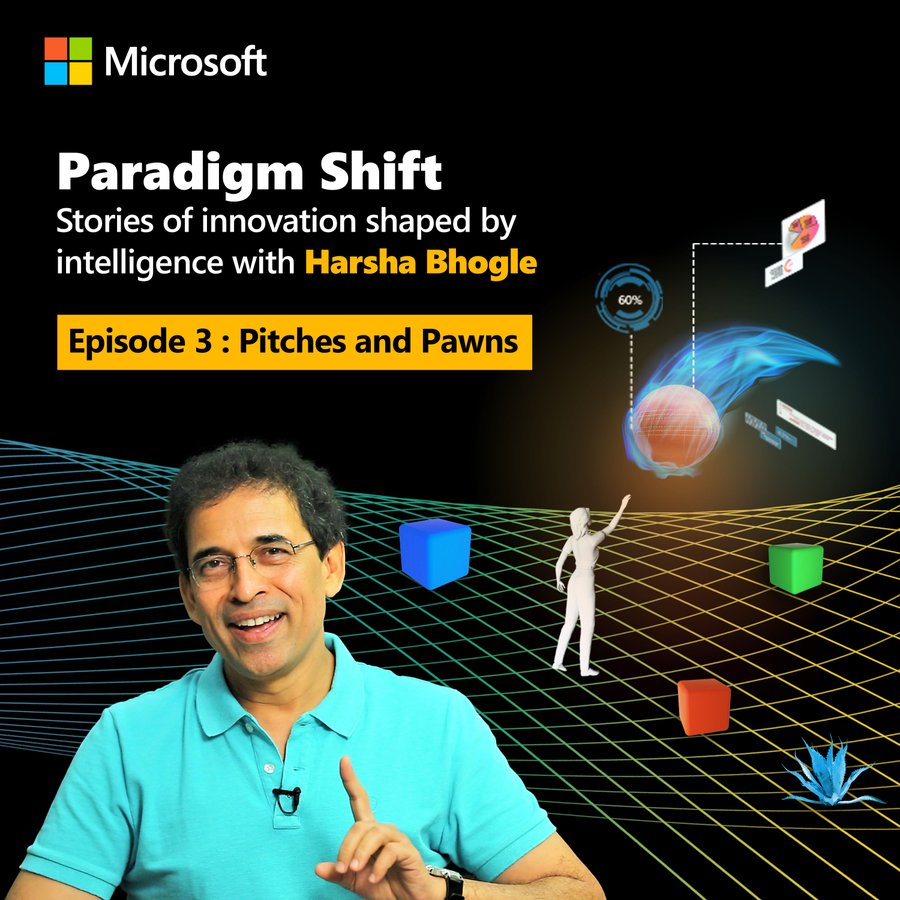 Microsoft
Paradigm Shift
Stories of innovation shaped by
intelligence with Harsha Bhogle
Episode 3 : Pitches and Pawns
60%